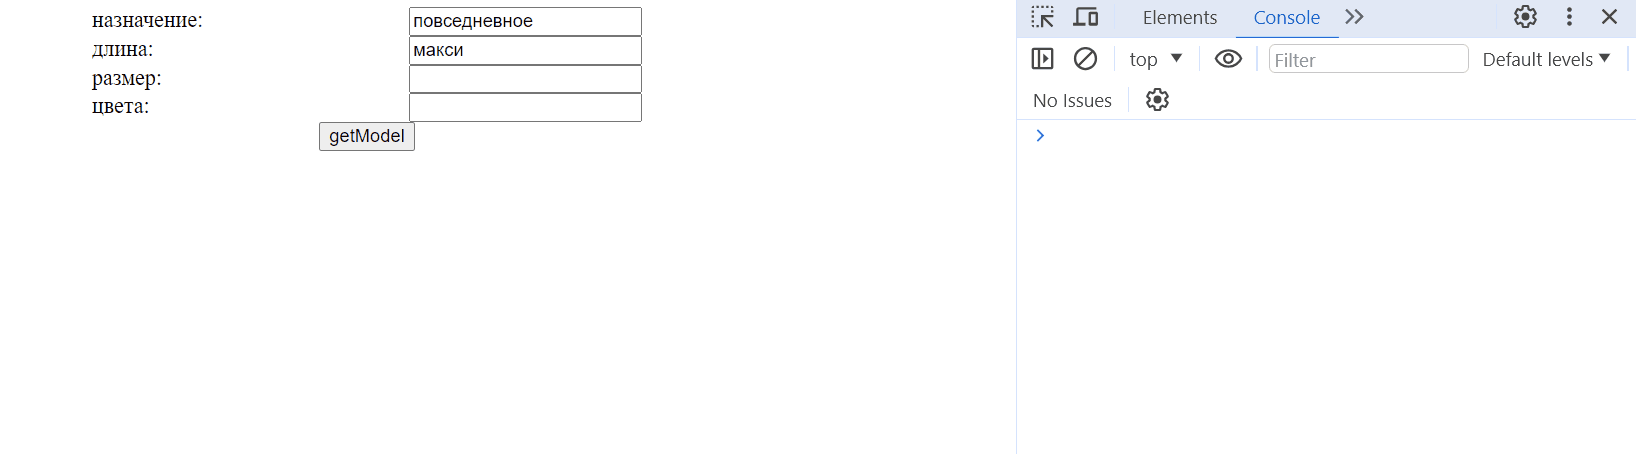 назначение: повседневное
длина: макси
размер:
цвета:
getModel
Elements Console
top Filter Default levels
No Issues